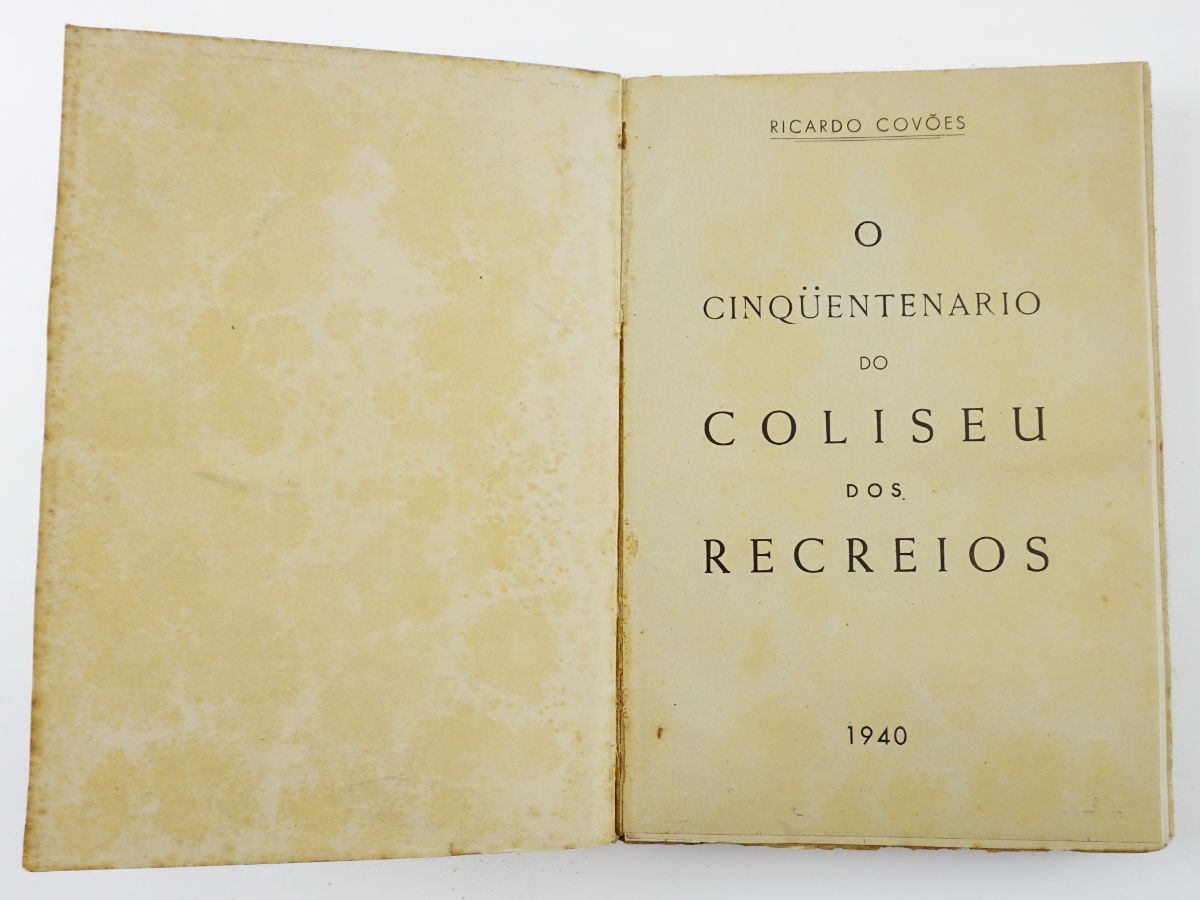 RICARDO COVÕES
O
CINQÜENTENARIO
DO
COLISEU
DOS
RECREIOS
1940